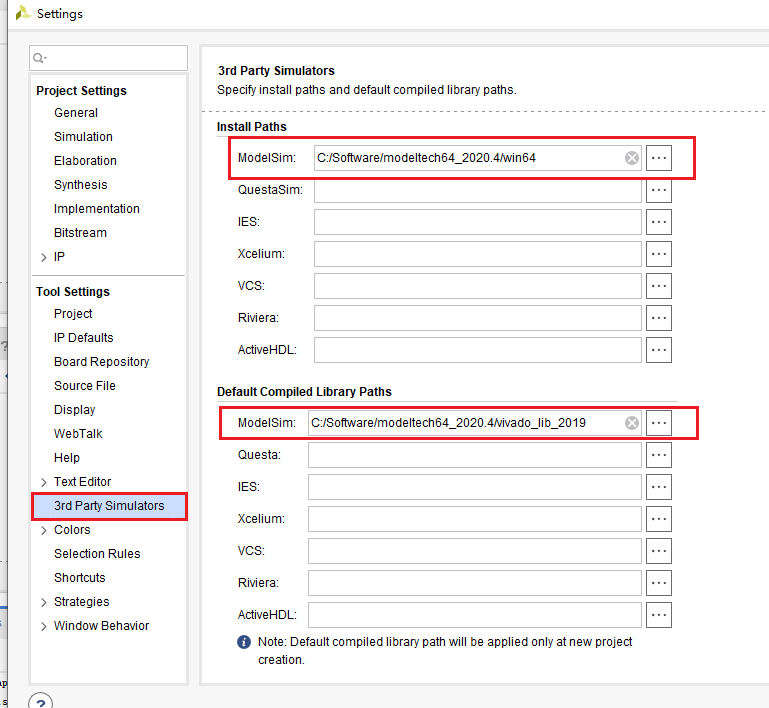 Settings
Project Settings
General
Simulation
Elaboration
Synthesis
Implementation
Bitstream
IP
Tool Settings
Project
IP Defaults
Board Repository
Source File
Display
WebTalk
Help
Text Editor
3rd Party Simulators
Colors
Selection Rules
Shortcuts
Strategies
Window Behavior
?
3rd Party Simulators
Specify install paths and default compiled library paths.
Install Paths
ModelSim: C:/Software/modeltech64_2020.4/win64 ...
QuestaSim: ...
IES: ...
Xcelium: ...
VCS: ...
Riviera: ...
ActiveHDL: ...
Default Compiled Library Paths
ModelSim: C:/Software/modeltech64_2020.4/vivado_lib_2019 ...
Questa: ...
IES: ...
Xcelium: ...
VCS: ...
Riviera: ...
ActiveHDL: ...
Note: Default compiled library path will be applied only at new project
creation.